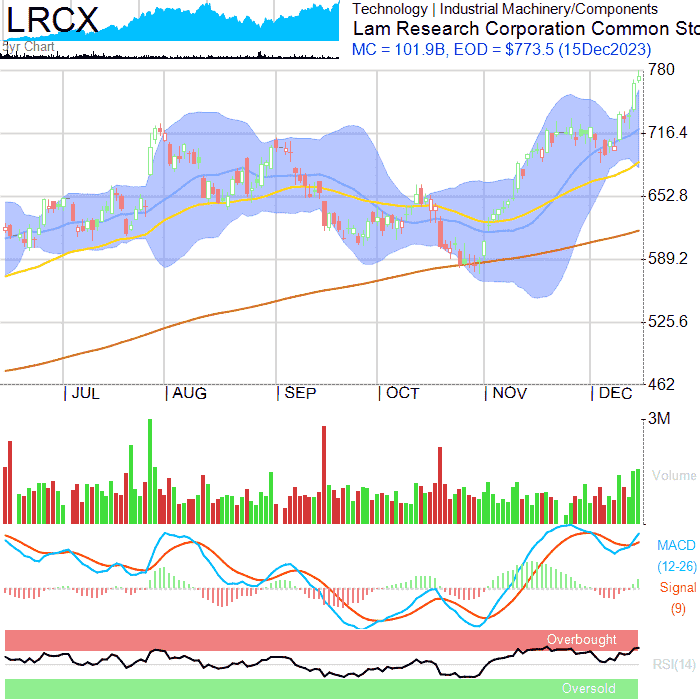 LRCX
5yr Chart
Technology | Industrial Machinery/Components
Lam Research Corporation Common Sto
MC = 101.9B, EOD = $773.5 (15Dec2023)
780
716.4
652.8
589.2
525.6
462
| JUL | AUG | SEP | OCT | NOV | DEC
3M
Volume
MACD
(12-26)
Signal
(9)
Overbought
RSI(14)
Oversold